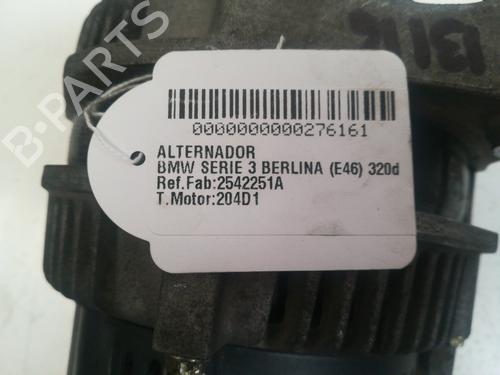 B-PARTS
0000000000276161
ALTERNADOR
BMW SERIE 3 BERLINA (E46) 320d
Ref.Fab:2542251A
T.Motor:204D1